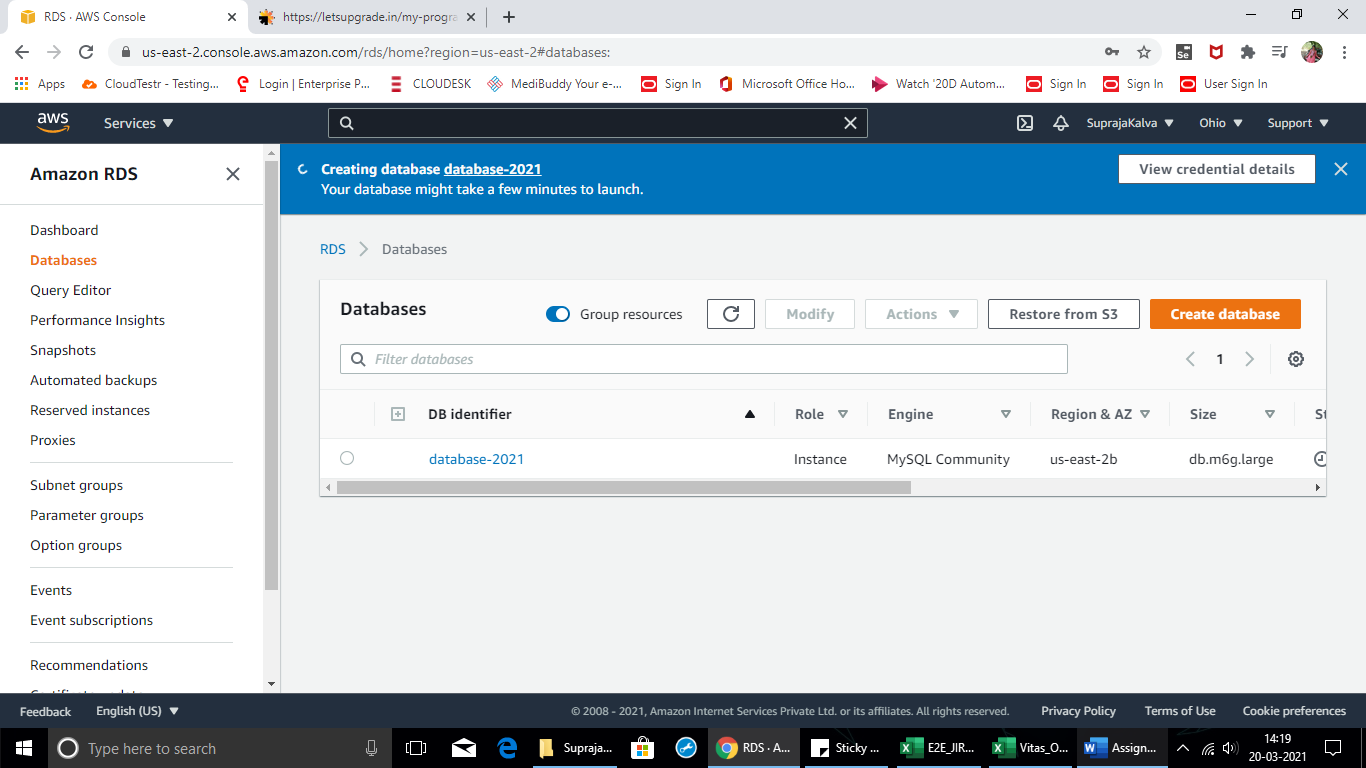 RDS · AWS Console
https://letsupgrade.in/my-progra
us-east-2.console.aws.amazon.com/rds/home?region=us-east-2#databases:
Apps
CloudTestr - Testing...
Login | Enterprise P...
CLOUDESK
MediBuddy Your e-...
Sign In
Microsoft Office Ho...
Watch '20D Autom...
Sign In
Sign In
User Sign In
aws
Services
SuprajaKalva
Ohio
Support
Amazon RDS
Dashboard
Databases
Query Editor
Performance Insights
Snapshots
Automated backups
Reserved instances
Proxies
Subnet groups
Parameter groups
Option groups
Events
Event subscriptions
Recommendations
Creating database database-2021
Your database might take a few minutes to launch.
View credential details
RDS
Databases
Databases
Group resources
Modify
Actions
Restore from S3
Create database
Filter databases
1
DB identifier
Role
Engine
Region & AZ
Size
St
database-2021
Instance
MySQL Community
us-east-2b
db.m6g.large
Feedback
English (US)
© 2008 - 2021, Amazon Internet Services Private Ltd. or its affiliates. All rights reserved.
Privacy Policy
Terms of Use
Cookie preferences
Type here to search
Supraja...
RDS · A...
Sticky ...
E2E_JIR...
Vitas_O...
Assign...
14:19
20-03-2021